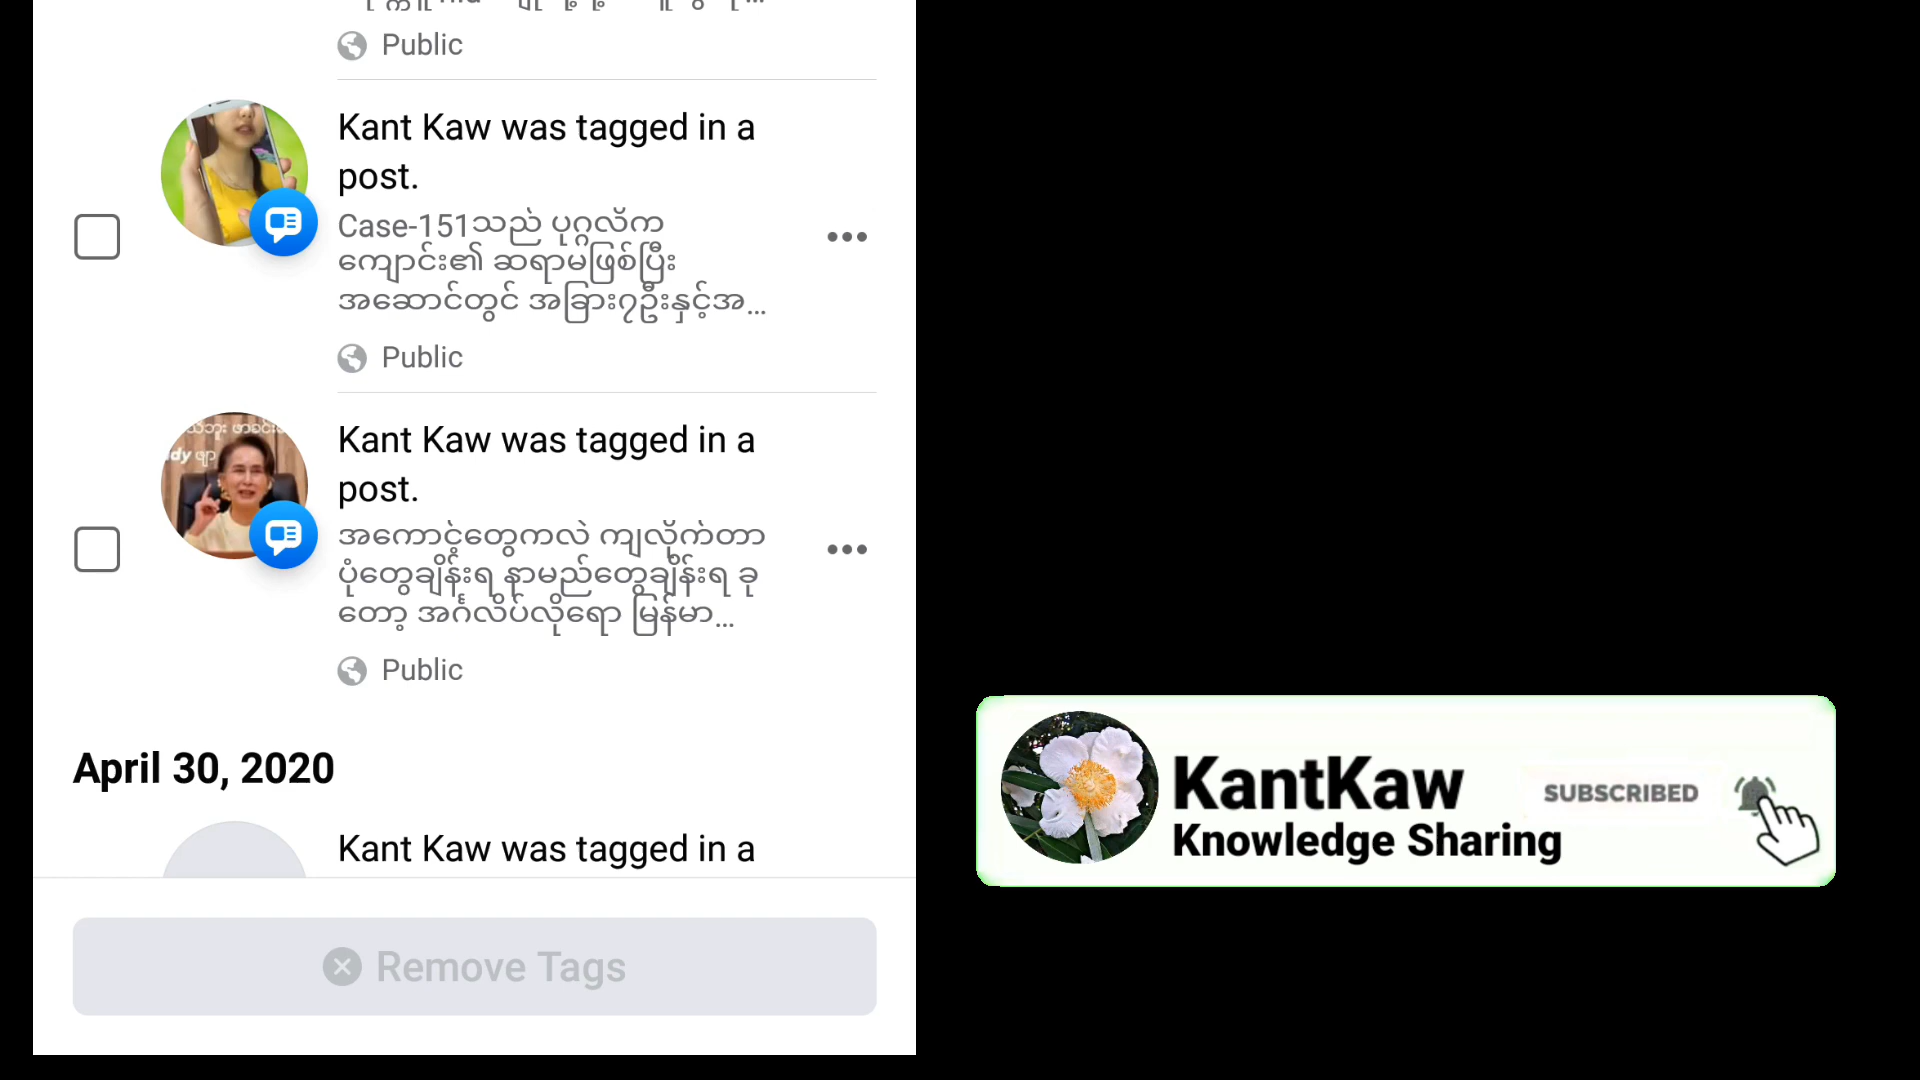 Public
Kant Kaw was tagged in a
post.
Case-151သည် ပုဂ္ဂလိက
ကျောင်း၏ ဆရာမဖြစ်ပြီး
အဆောင်တွင် အခြား၇ဦးနှင့်အ...
Public
Kant Kaw was tagged in a
post.
အကောင့်တွေကလဲ ကျလိုက်တာ
ပုံတွေချိန်းရ နာမည်တွေချိန်းရ ခု
တော့ အင်္ဂလိပ်လိုရော မြန်မာ...
Public
April 30, 2020
Kant Kaw was tagged in a
Remove Tags
KantKaw
SUBSCRIBED
Knowledge Sharing